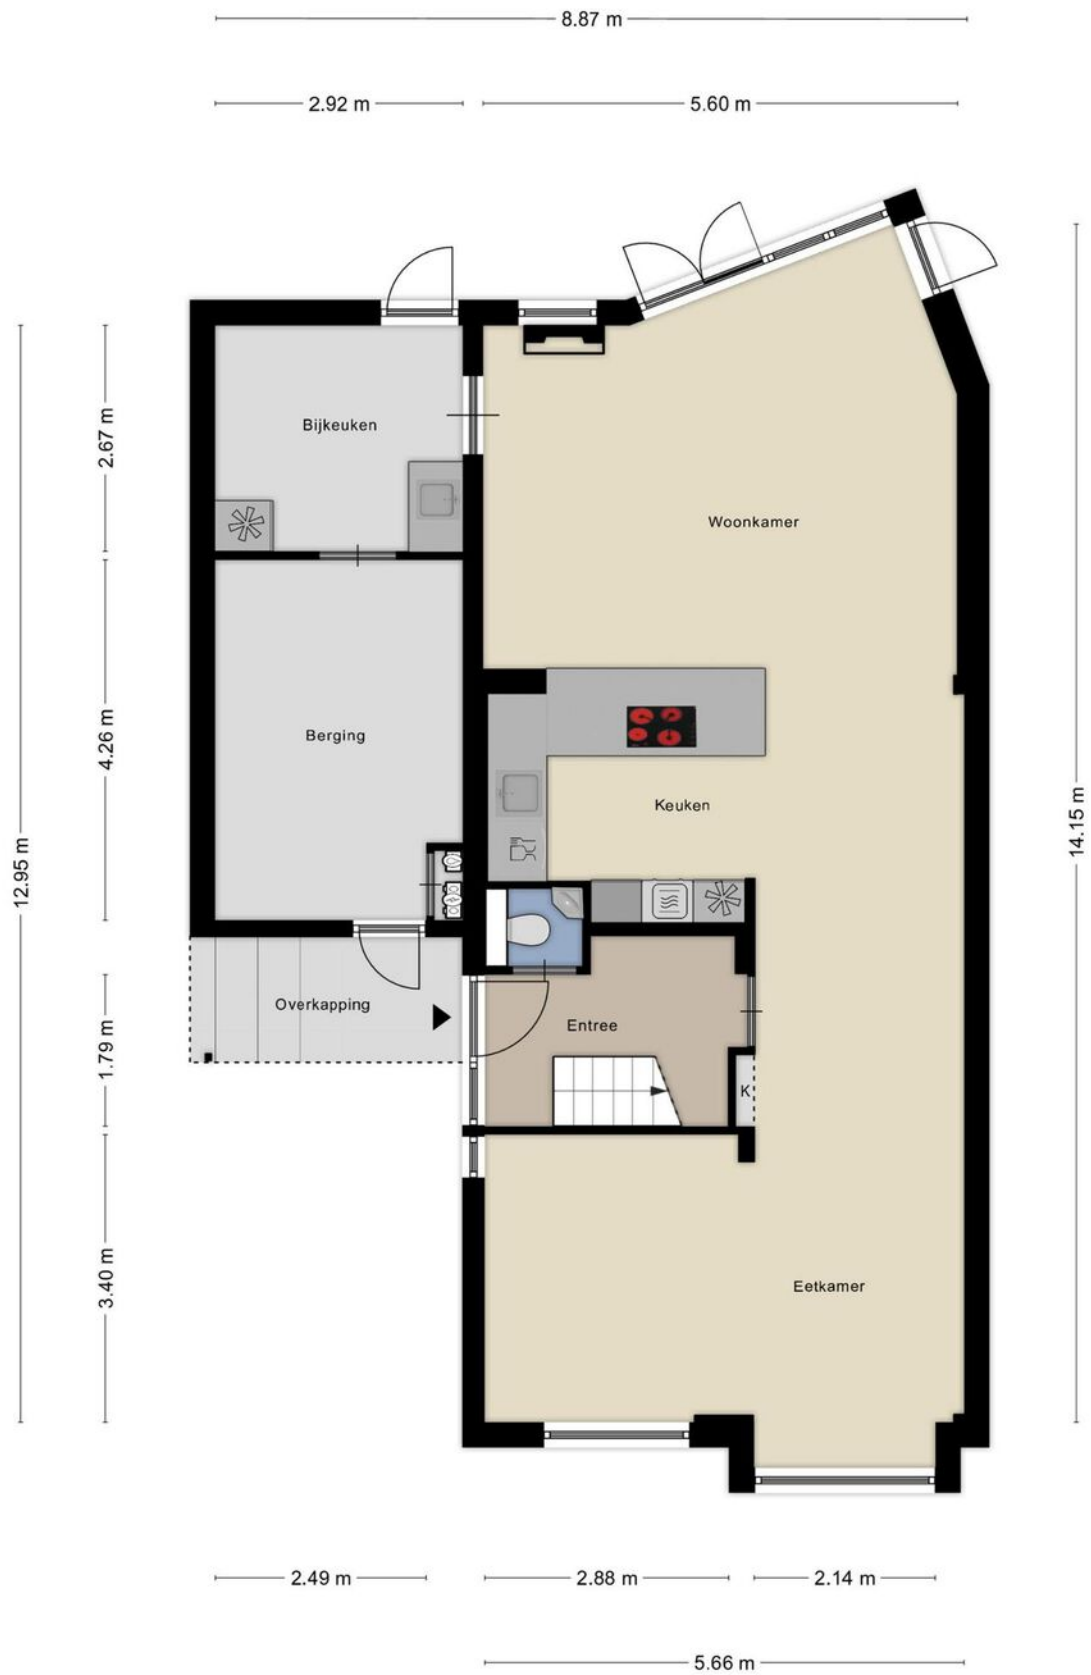 8.87 m
2.92 m
5.60 m
2.67 m
Bijkeuken
Woonkamer
4.26 m
Berging
Keuken
12.95 m
14.15 m
Overkapping
Entree
1.79 m
K
3.40 m
Eetkamer
2.49 m
2.88 m
2.14 m
5.66 m